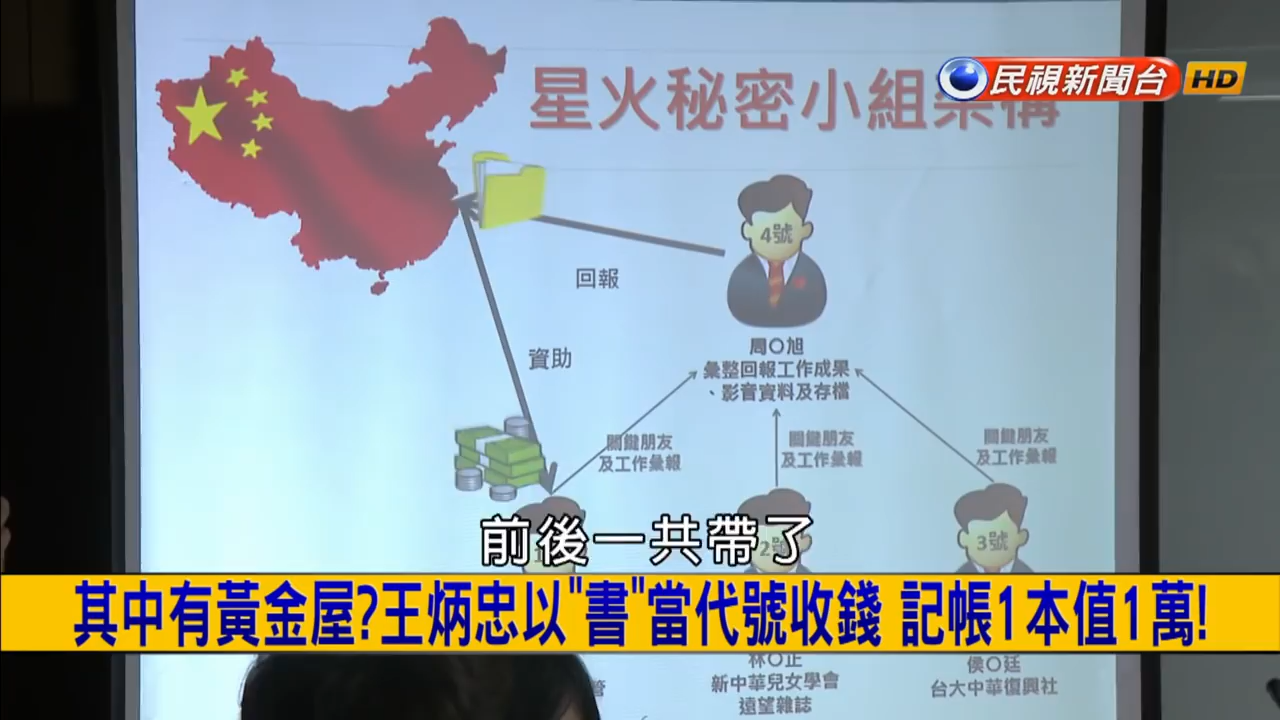 民視新聞台 HD
星火秘密小組架構
4號
回報
資助
周〇旭
彙整回報工作成果
、影音資料及存檔
關鍵朋友
及工作彙報
關鍵朋友
及工作彙報
關鍵朋友
及工作彙報
2號
3號
前後一共帶了
其中有黃金屋?王炳忠以"書"當代號收錢 記帳1本值1萬!
管
林〇正
新中華兒女學會
遠望雜誌
侯〇廷
台大中華復興社